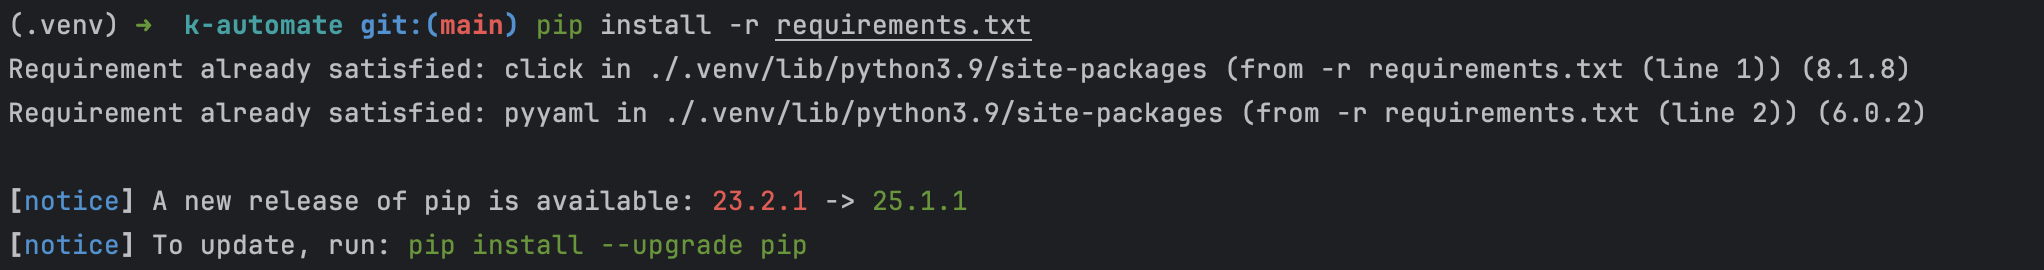 (.venv) → k-automate git:(main) pip install -r requirements.txt
Requirement already satisfied: click in ./.venv/lib/python3.9/site-packages (from -r requirements.txt (line 1)) (8.1.8)
Requirement already satisfied: pyyaml in ./.venv/lib/python3.9/site-packages (from -r requirements.txt (line 2)) (6.0.2)
[notice] A new release of pip is available: 23.2.1 -> 25.1.1
[notice] To update, run: pip install --upgrade pip